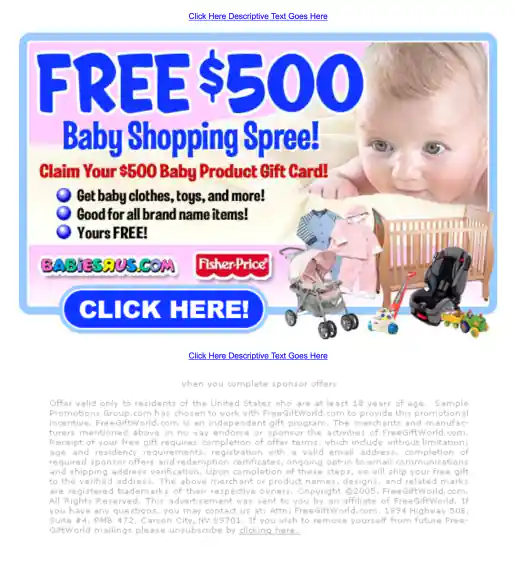 Click Here Descriptive Text Goes Here
FREE $500
Baby Shopping Spree!
Claim Your $500 Baby Product Gift Card!
Get baby clothes, toys, and more!
Good for all brand name items!
Yours FREE!
BABIESRUS.COM Fisher-Price
CLICK HERE!
Click Here Descriptive Text Goes Here
when you complete sponsor offers
Offer valid only to residents of the United States who are at least 18 years of age. Sample
Promotions Group.com has chosen to work with FreeGiftWorld.com to provide this promotional
incentive. FreeGiftWorld.com is an independent gift program. The merchants and manufac-
turers mentioned above in no way endorse or sponsor the activities of FreeGiftWorld.com.
Receipt of your free gift requires completion of offer terms, which include without limitation:
age and residency requirements, registration with a valid email address, completion of
required sponsor offers and redemption certificates, ongoing opt-in to email communications
and shipping address verification. Upon completion of these steps, we will ship your free gift
to the verified address. The above merchant or product names, designs, and related marks
are registered trademarks of their respective owners. Copyright @2005. FreeGiftWorld.com.
All Rights Reserved. This advertisement was sent to you by an affiliate of FreeGiftWorld. If
you have any questions, you may contact us at: Attn: FreeGiftWorld.com, 1894 Highway 50E,
Suite #4, PMB 472, Carson City, NV 89701. If you wish to remove yourself from future Free-
GiftWorld mailings please unsubscribe by clicking here.